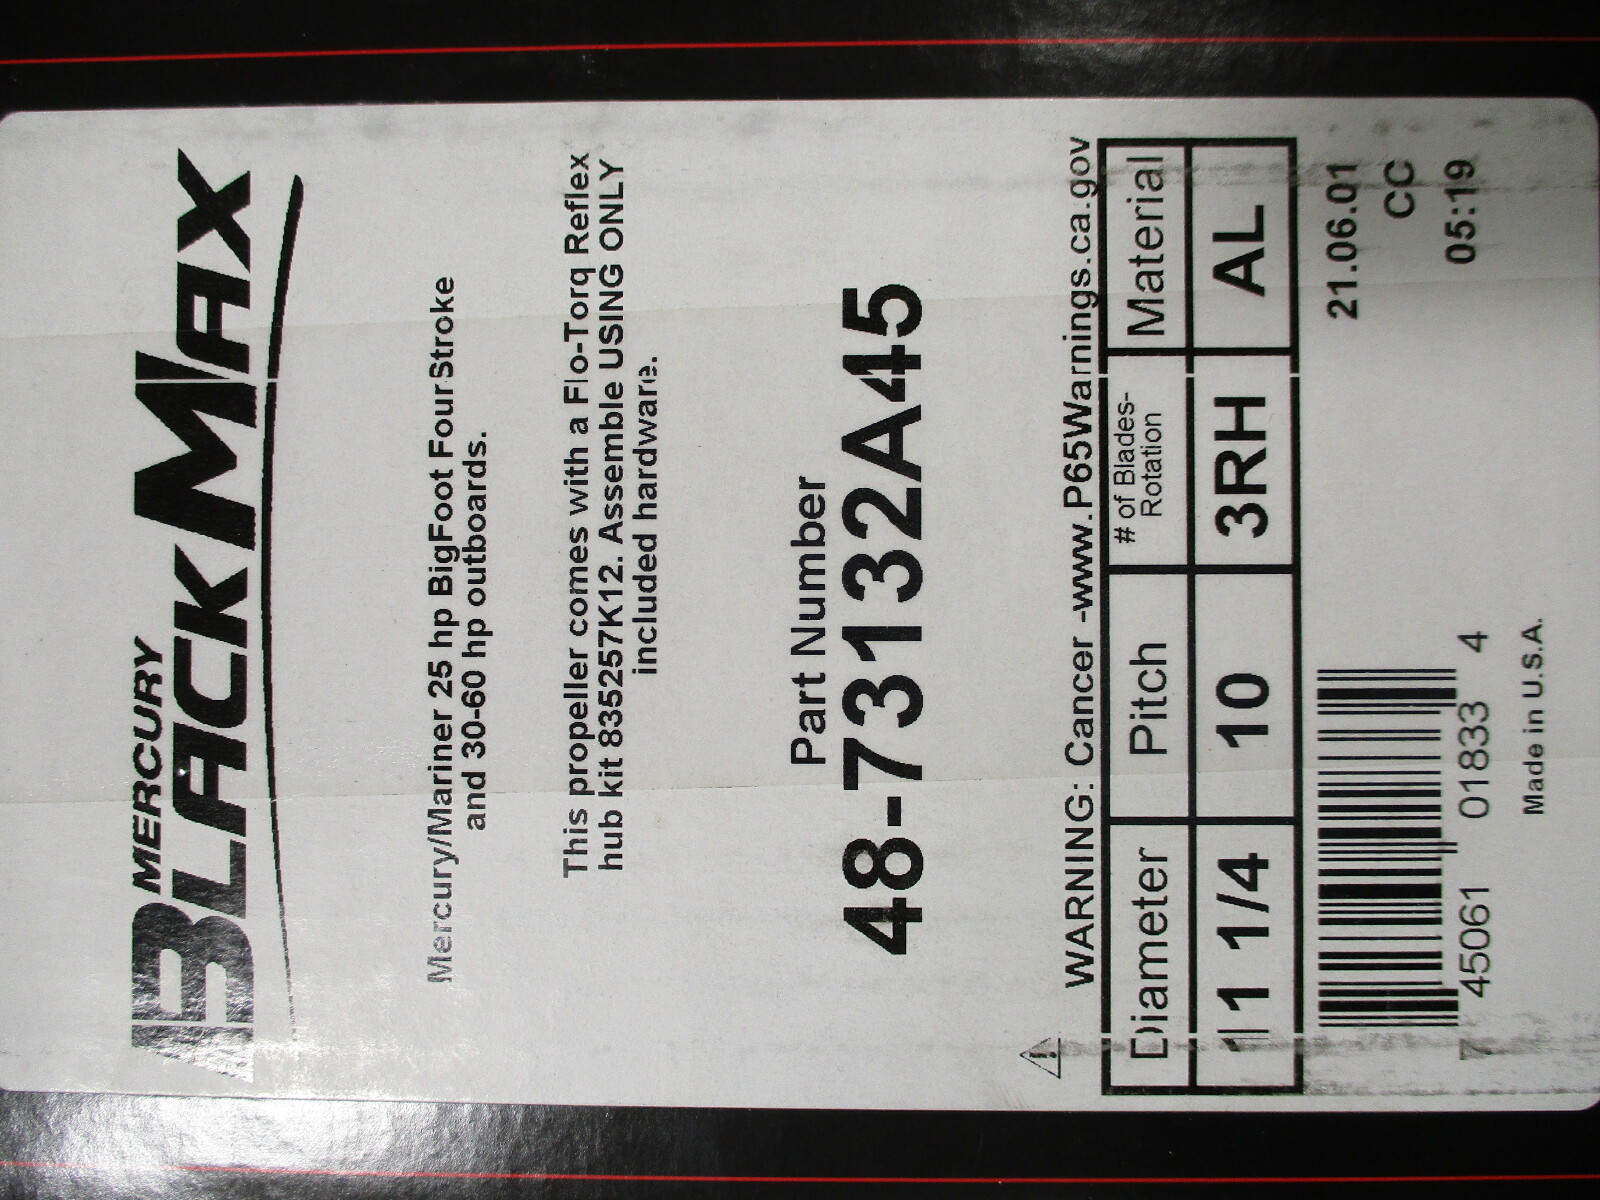 MERCURY
BLACKMAX
Mercury/Mariner 25 hp BigFoot FourStroke
and 30-60 hp outboards.
This propeller comes with a Flo-Torq Reflex
hub kit 835257K12. Assemble USING ONLY
included hardware.
Part Number
48-73132A45
WARNING: Cancer -www.P65Warnings.ca.gov
Diameter Pitch # of Blades- Material
Rotation
11 1/4 10 3RH AL
21.06.01
CC
05:19
7 45061 01833 4
Made in U.S.A.